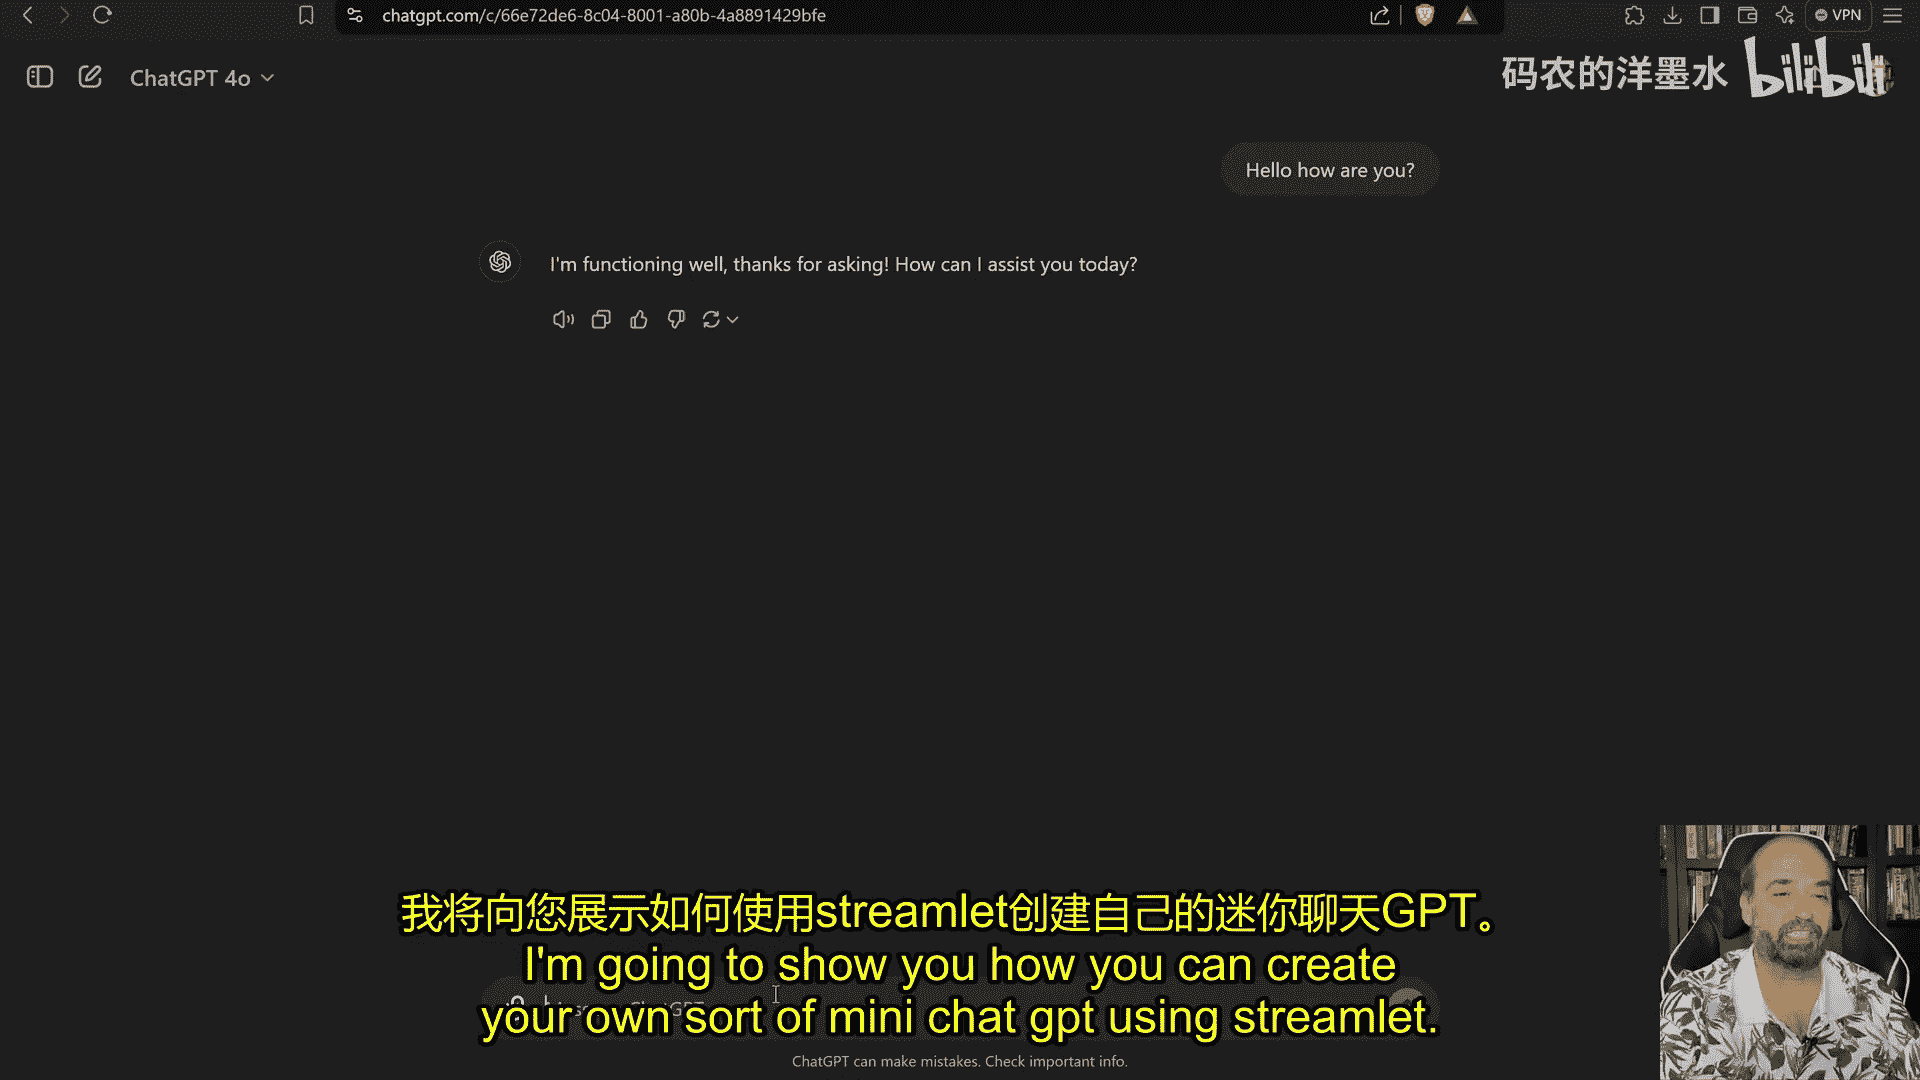 chatgpt.com/c/66e72de6-8c04-8001-a80b-4a8891429bfe
VPN
ChatGPT 4o
码农的洋墨水 bilibili
Hello how are you?
I'm functioning well, thanks for asking! How can I assist you today?
我将向您展示如何使用streamlet创建自己的迷你聊天GPT。
I'm going to show you how you can create
your own sort of mini chat gpt using streamlet.
ChatGPT can make mistakes. Check important info.